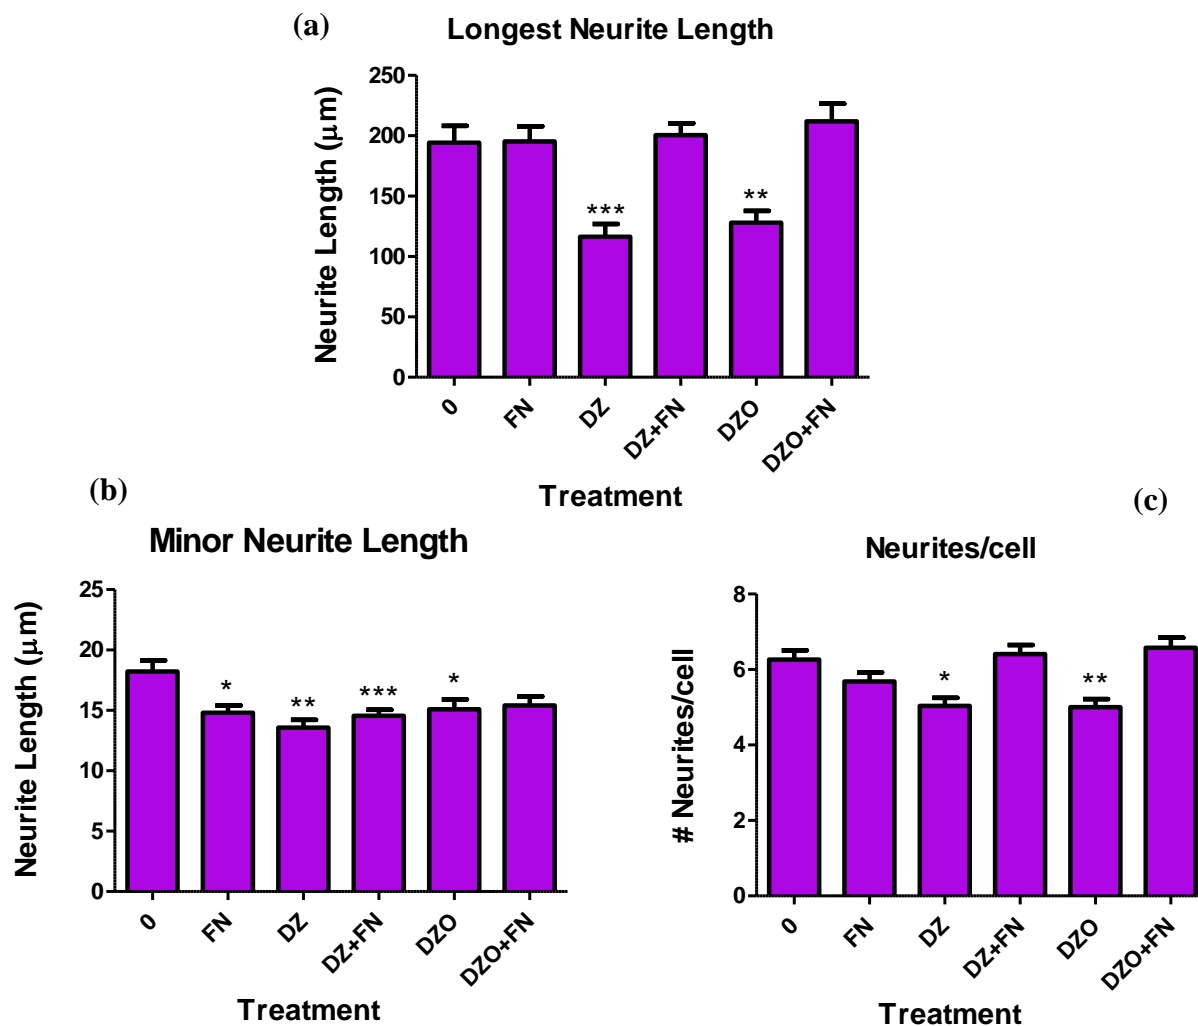 (a)
Longest Neurite Length
Neurite Length (μm)
250
200
150
100
50
0
***
**
0
FN
DZ
DZ+FN
DZO
DZO+FN
Treatment
(b)
Minor Neurite Length
Neurite Length (μm)
25
20
15
10
5
0
*
**
***
*
0
FN
DZ
DZ+FN
DZO
DZO+FN
Treatment
(c)
Neurites/cell
# Neurites/cell
8
6
4
2
0
*
**
0
FN
DZ
DZ+FN
DZO
DZO+FN
Treatment